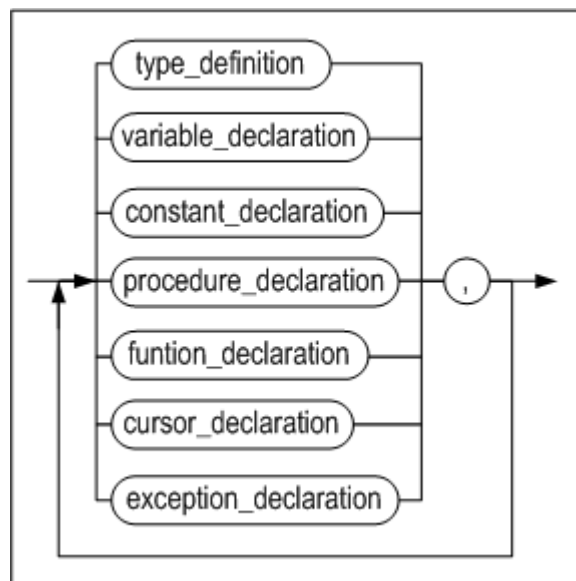 type_definition
variable_declaration
constant_declaration
procedure_declaration
,
funtion_declaration
cursor_declaration
exception_declaration